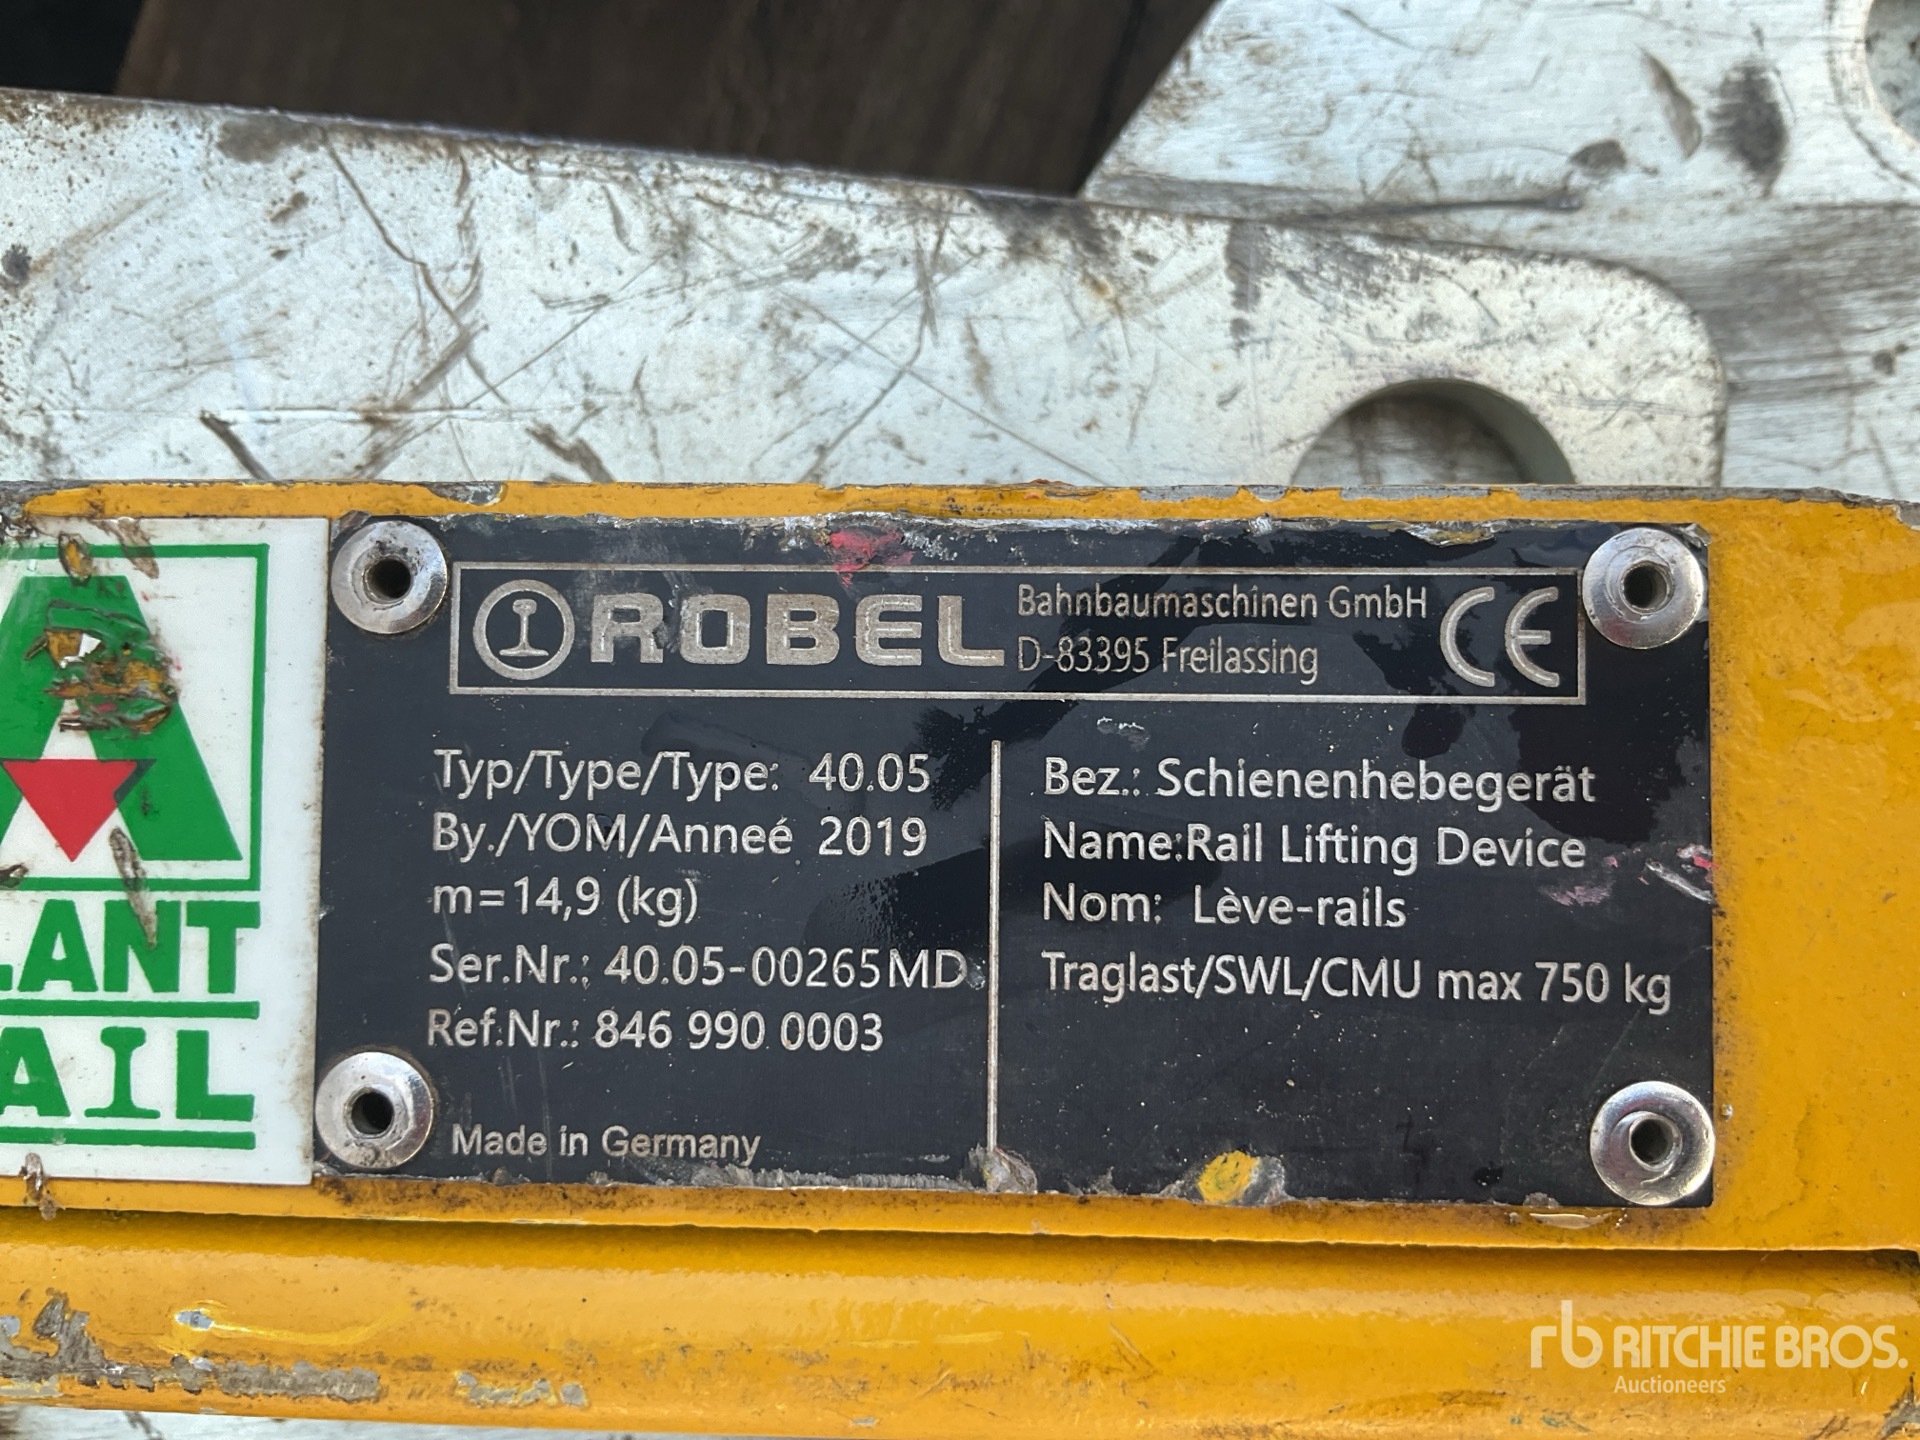 ROBEL
Bahnbaumaschinen GmbH
D-83395 Freilassing
CE
Typ/Type/Type: 40.05
By./YOM/Anneé 2019
m=14,9 (kg)
Ser.Nr.: 40.05-00265MD
Ref.Nr.: 846 990 0003
Made in Germany
Bez.: Schienenhebegerät
Name:Rail Lifting Device
Nom: Lève-rails
Traglast/SWL/CMU max 750 kg
A
LANT
AIL
rb RITCHIE BROS.
Auctioneers